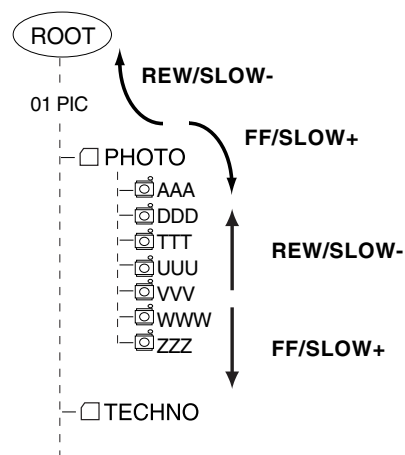 ROOT
REW/SLOW-
01 PIC
FF/SLOW+
PHOTO
AAA
DDD
TTT
REW/SLOW-
UUU
VVV
WWW
ZZZ
FF/SLOW+
TECHNO